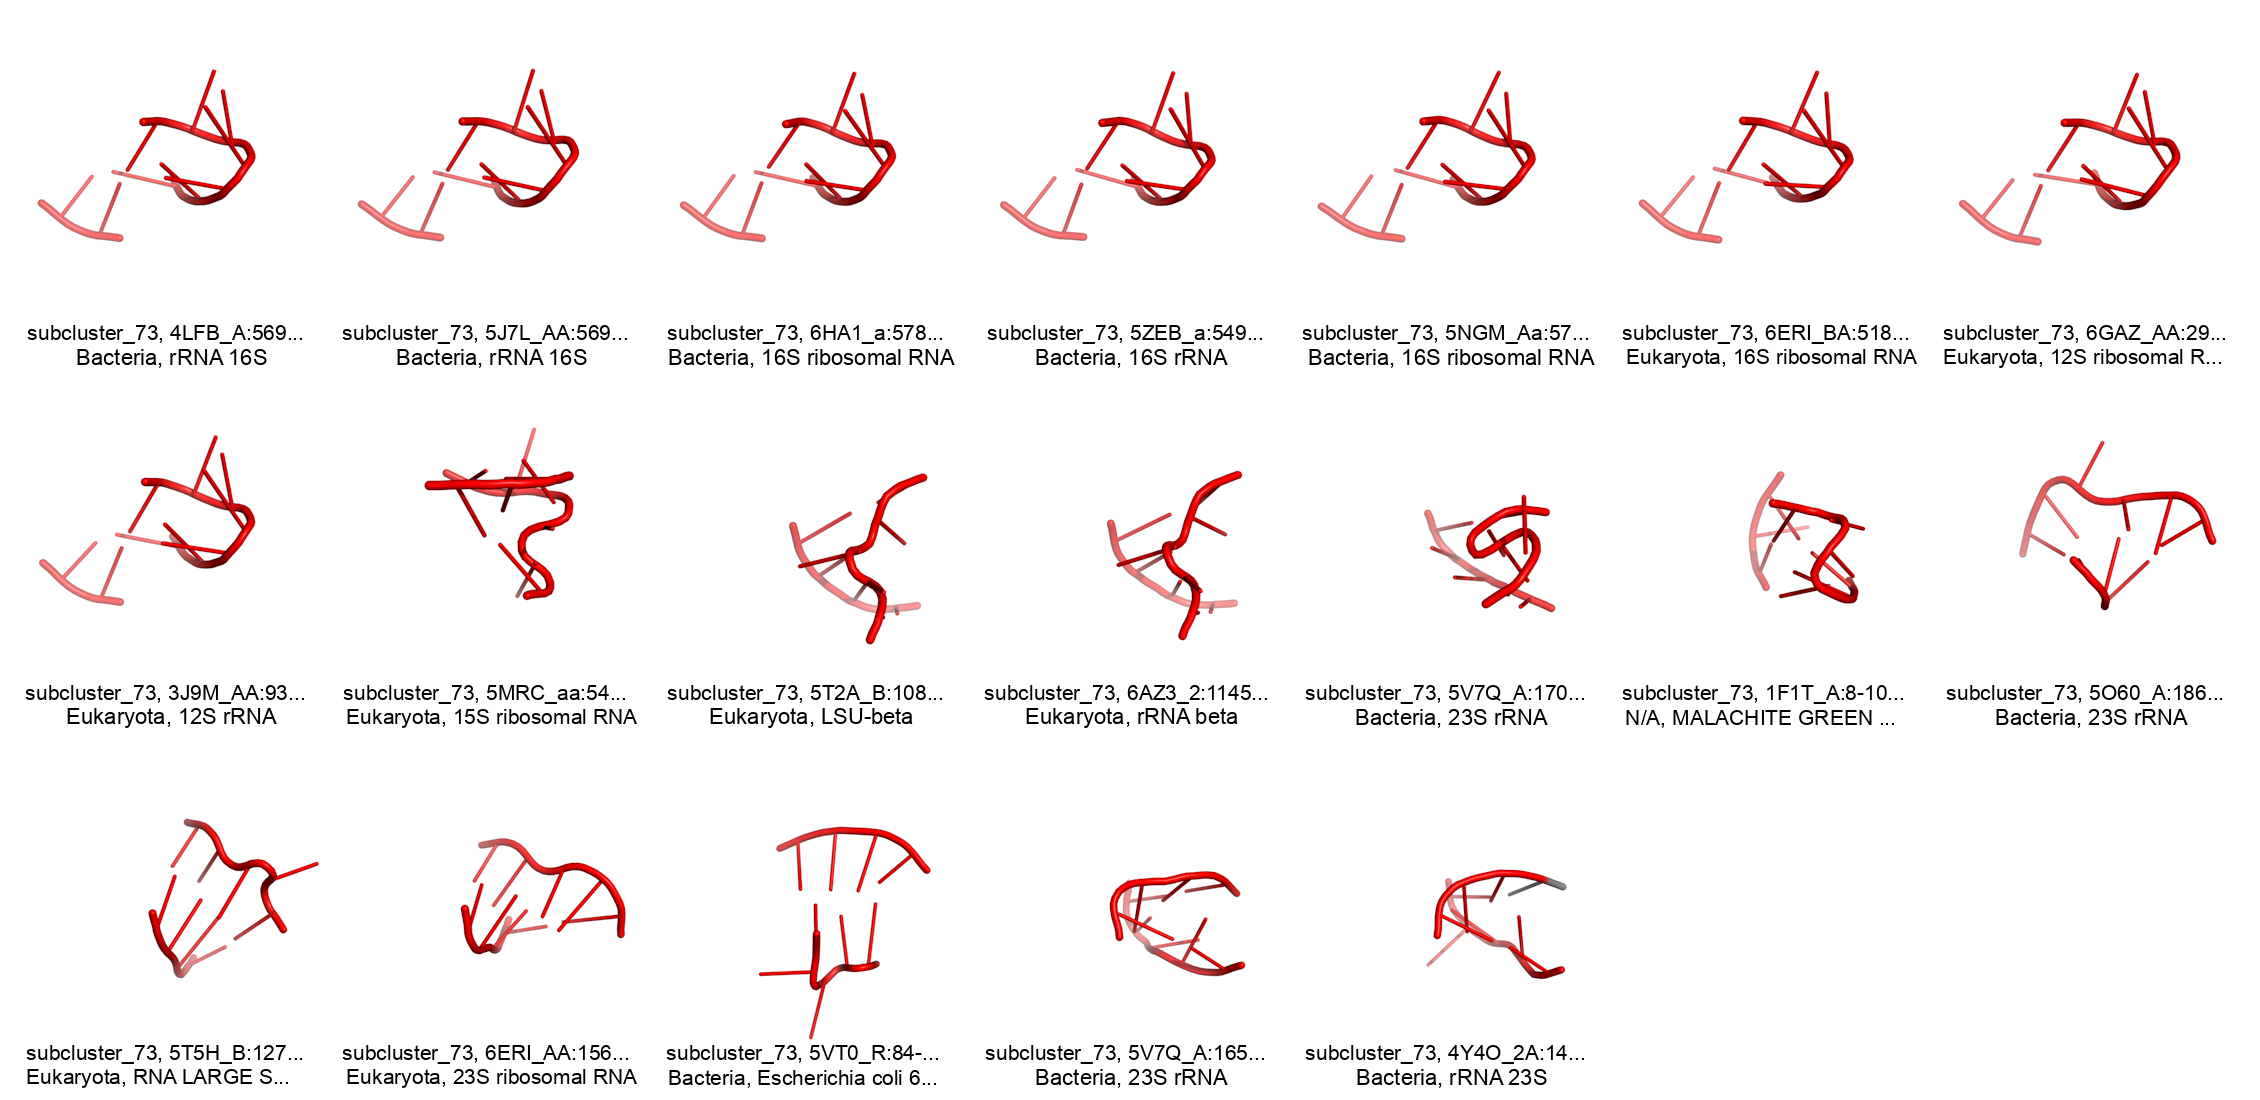 subcluster_73, 4LFB_A:569...
Bacteria, rRNA 16S
subcluster_73, 5J7L_AA:569...
Bacteria, rRNA 16S
subcluster_73, 6HA1_a:578...
Bacteria, 16S ribosomal RNA
subcluster_73, 5ZEB_a:549...
Bacteria, 16S rRNA
subcluster_73, 5NGM_Aa:57...
Bacteria, 16S ribosomal RNA
subcluster_73, 6ERI_BA:518...
Eukaryota, 16S ribosomal RNA
subcluster_73, 6GAZ_AA:29...
Eukaryota, 12S ribosomal R...
subcluster_73, 3J9M_AA:93...
Eukaryota, 12S rRNA
subcluster_73, 5MRC_aa:54...
Eukaryota, 15S ribosomal RNA
subcluster_73, 5T2A_B:108...
Eukaryota, LSU-beta
subcluster_73, 6AZ3_2:1145...
Eukaryota, rRNA beta
subcluster_73, 5V7Q_A:170...
Bacteria, 23S rRNA
subcluster_73, 1F1T_A:8-10...
N/A, MALACHITE GREEN ...
subcluster_73, 5O60_A:186...
Bacteria, 23S rRNA
subcluster_73, 5T5H_B:127...
Eukaryota, RNA LARGE S...
subcluster_73, 6ERI_AA:156...
Eukaryota, 23S ribosomal RNA
subcluster_73, 5VT0_R:84-...
Bacteria, Escherichia coli 6...
subcluster_73, 5V7Q_A:165...
Bacteria, 23S rRNA
subcluster_73, 4Y4O_2A:14...
Bacteria, rRNA 23S